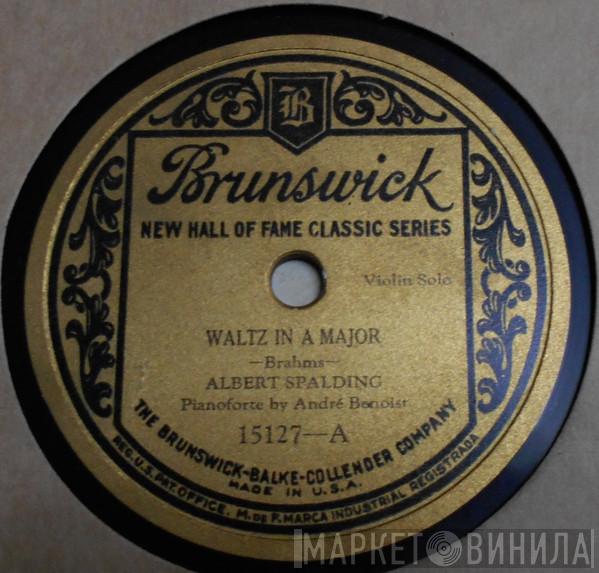 B
Brunswick
NEW HALL OF FAME CLASSIC SERIES
Violin Solo
WALTZ IN A MAJOR
—Brahms—
ALBERT SPALDING
Pianoforte by André Benoist
15127—A
THE BRUNSWICK-BALKE-COLLENDER COMPANY
MADE IN U.S.A.
REG. U.S. PAT. OFFICE. M. DE F. MARCA INDUSTRIAL REGISTRADA
МАРКЕТ ВИНИЛА